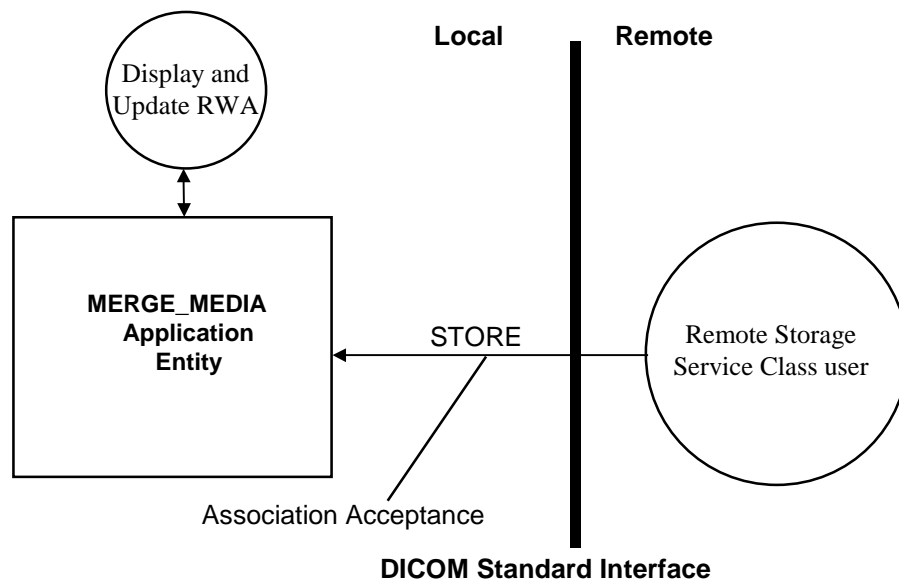 Local
Remote
Display and
Update RWA
MERGE_MEDIA
Application
Entity
STORE
Remote Storage
Service Class user
Association Acceptance
DICOM Standard Interface